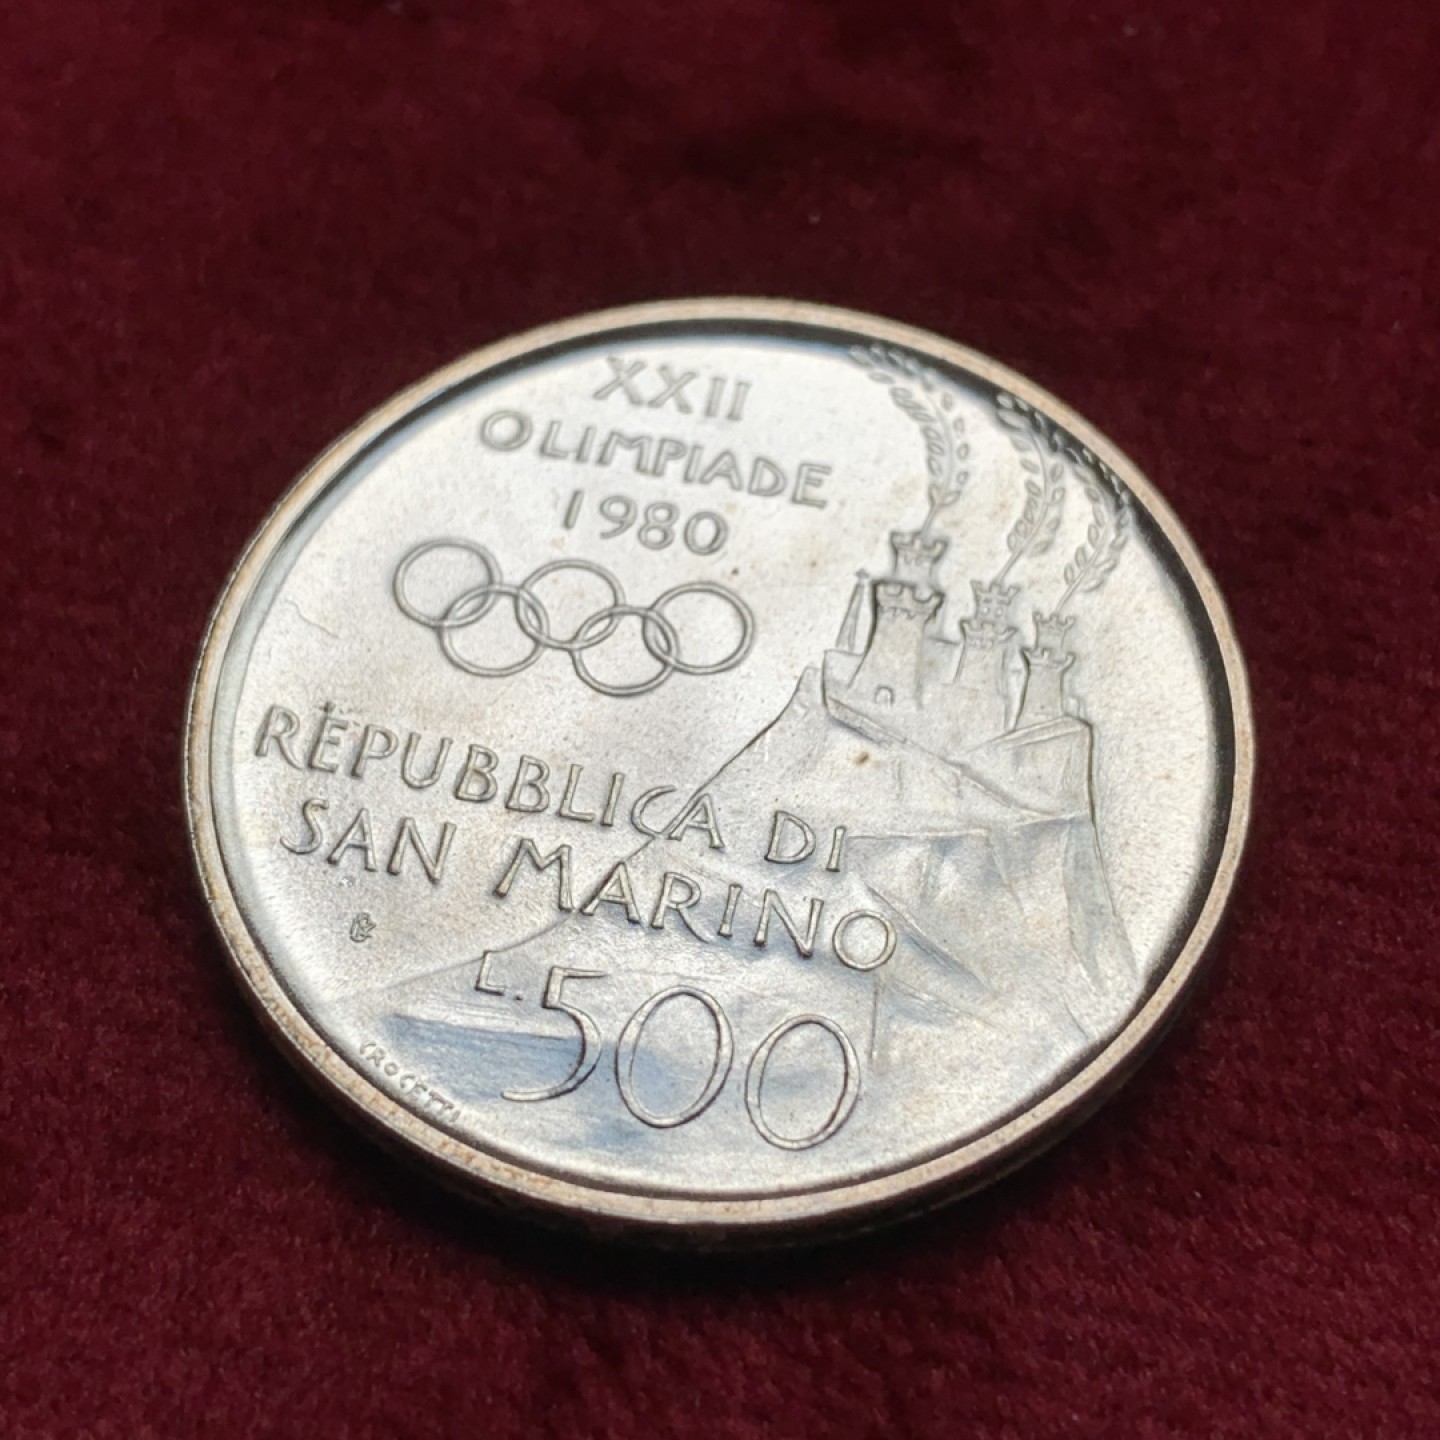 XXII
OLIMPIADE
1980
REPUBBLICA DI
SAN MARINO
L.500
CROCETTI